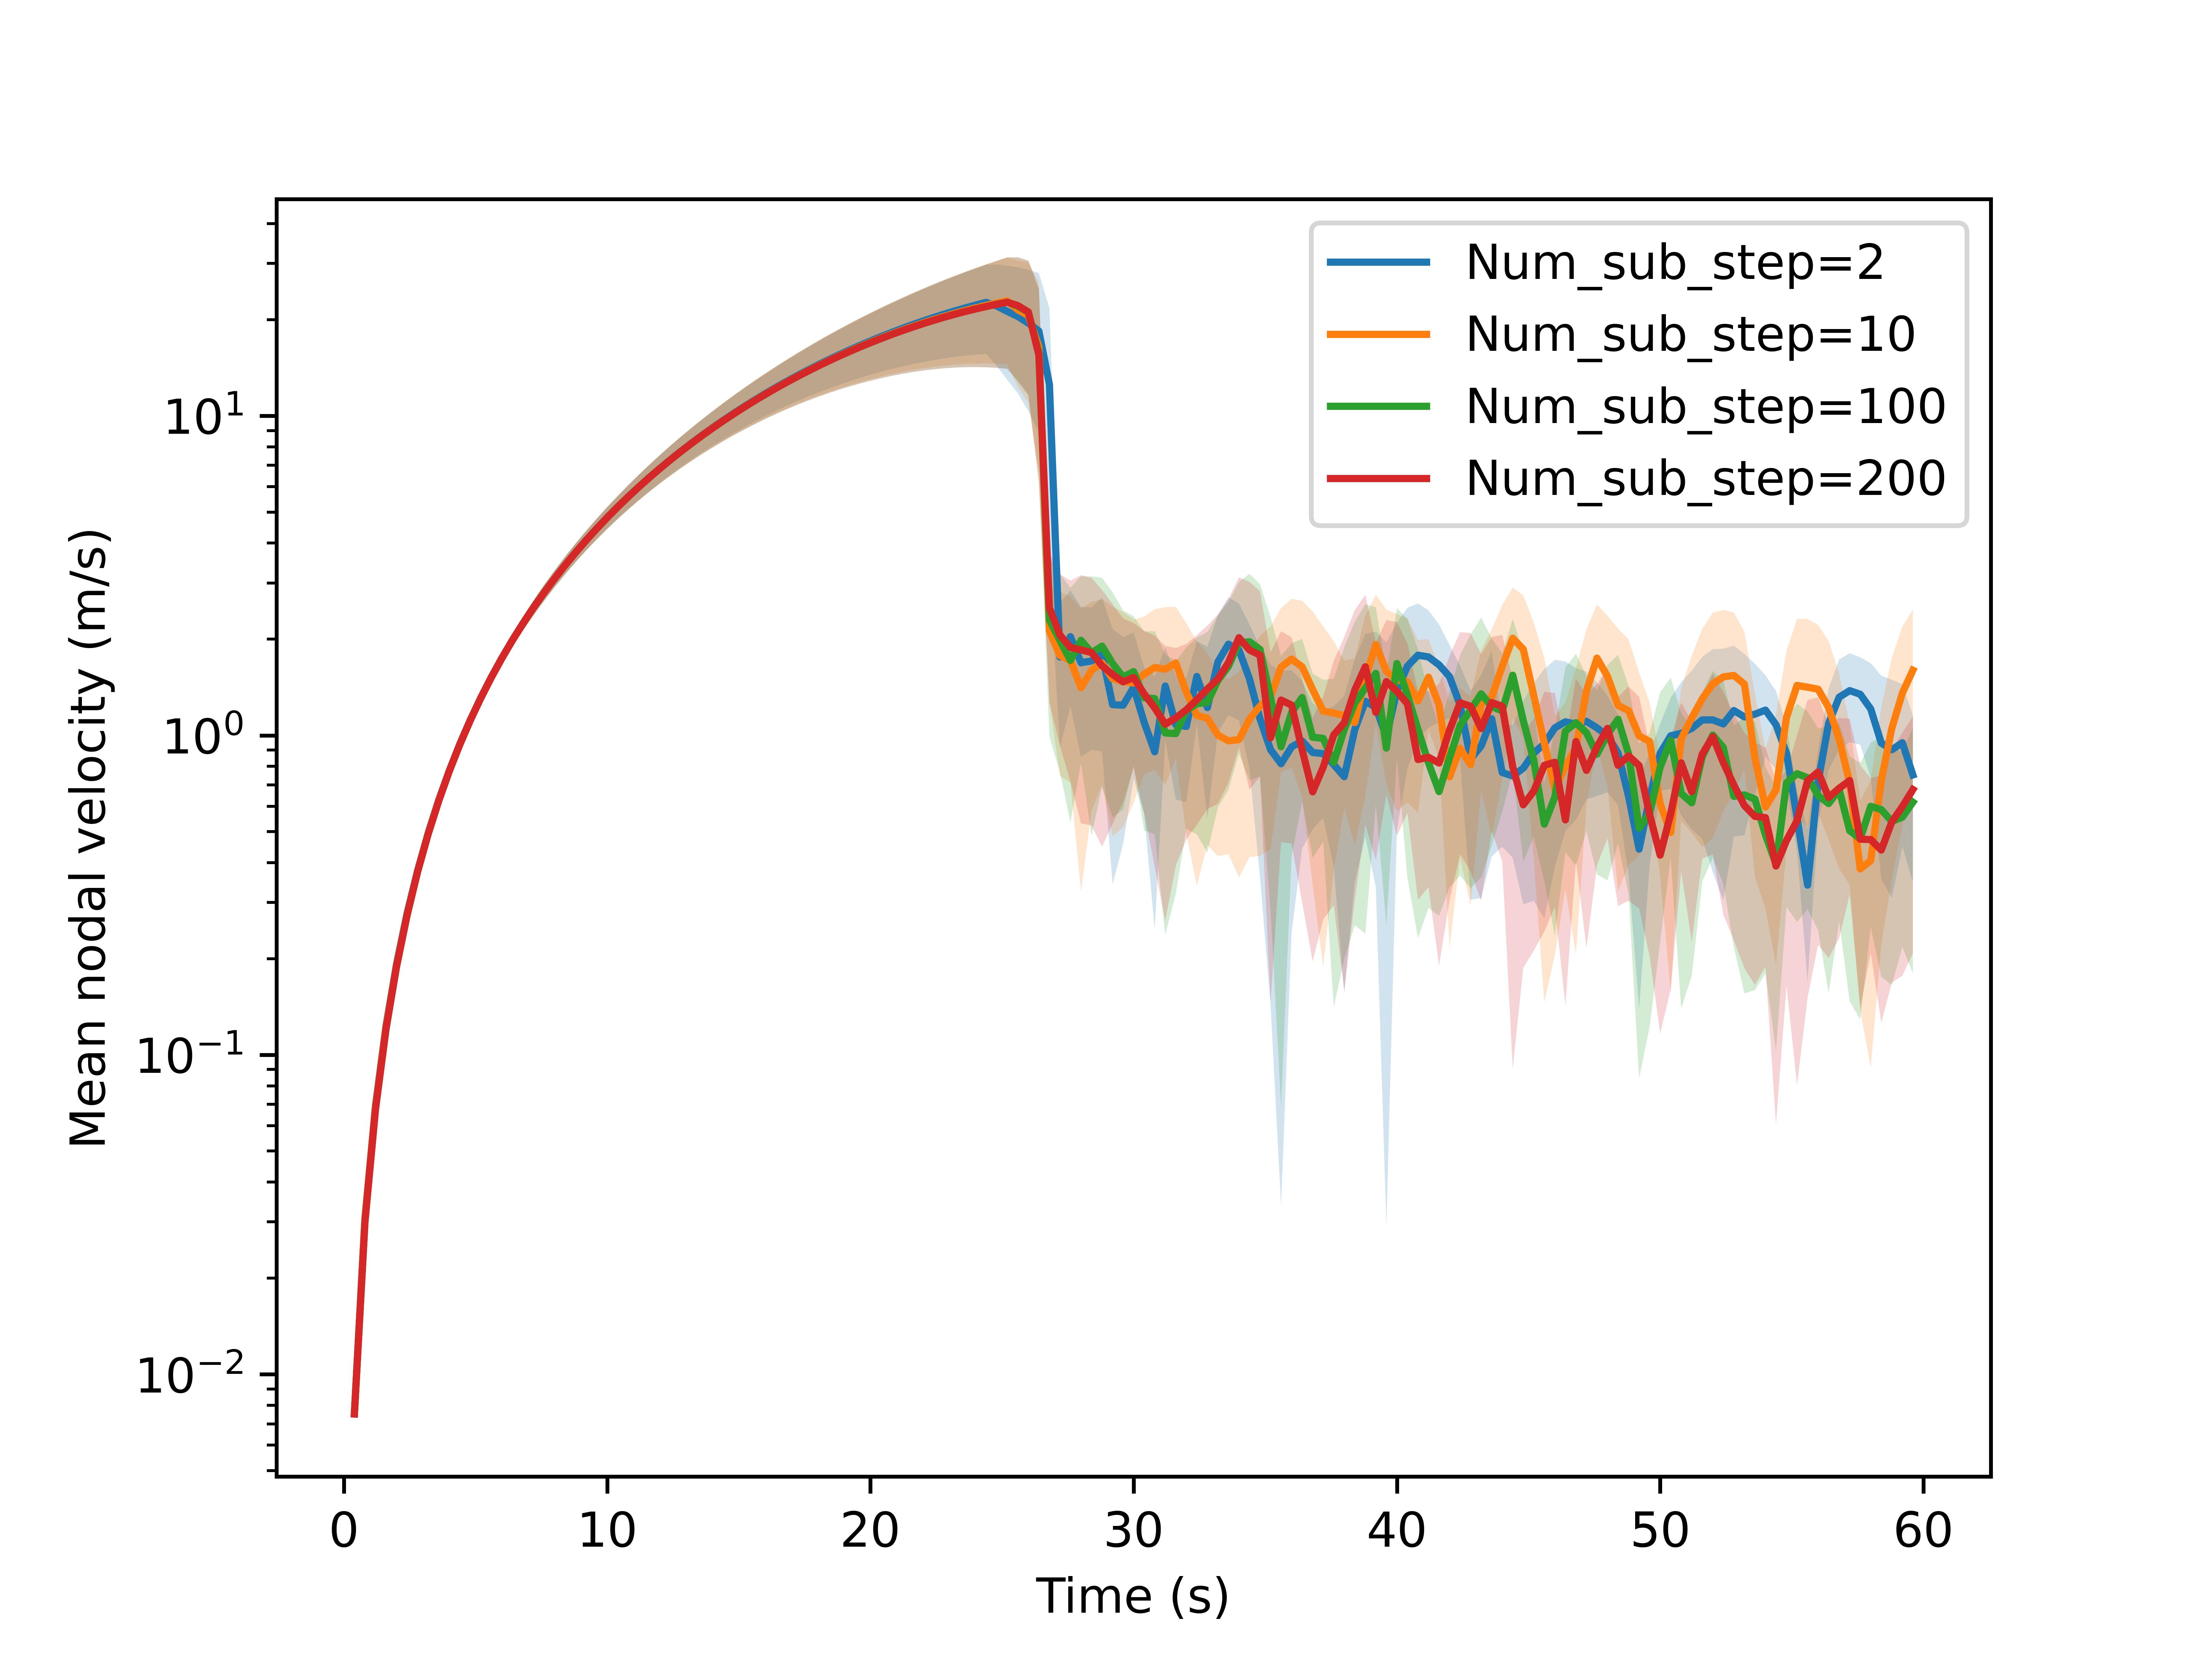 Num_sub_step=2
Num_sub_step=10
Num_sub_step=100
Num_sub_step=200
Mean nodal velocity (m/s)
10¹
10⁰
10⁻¹
10⁻²
0 10 20 30 40 50 60
Time (s)